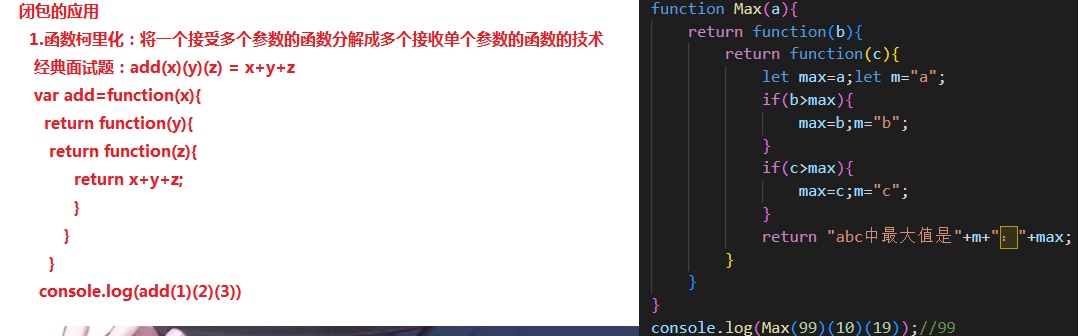 闭包的应用
1.函数柯里化：将一个接受多个参数的函数分解成多个接收单个参数的函数的技术
经典面试题：add(x)(y)(z) = x+y+z
var add=function(x){
return function(y){
return function(z){
return x+y+z;
}
}
}
console.log(add(1)(2)(3))
function Max(a){
return function(b){
return function(c){
let max=a;let m="a";
if(b>max){
max=b;m="b";
}
if(c>max){
max=c;m="c";
}
return "abc中最大值是"+m+"："+max;
}
}
}
console.log(Max(99)(10)(19));//99